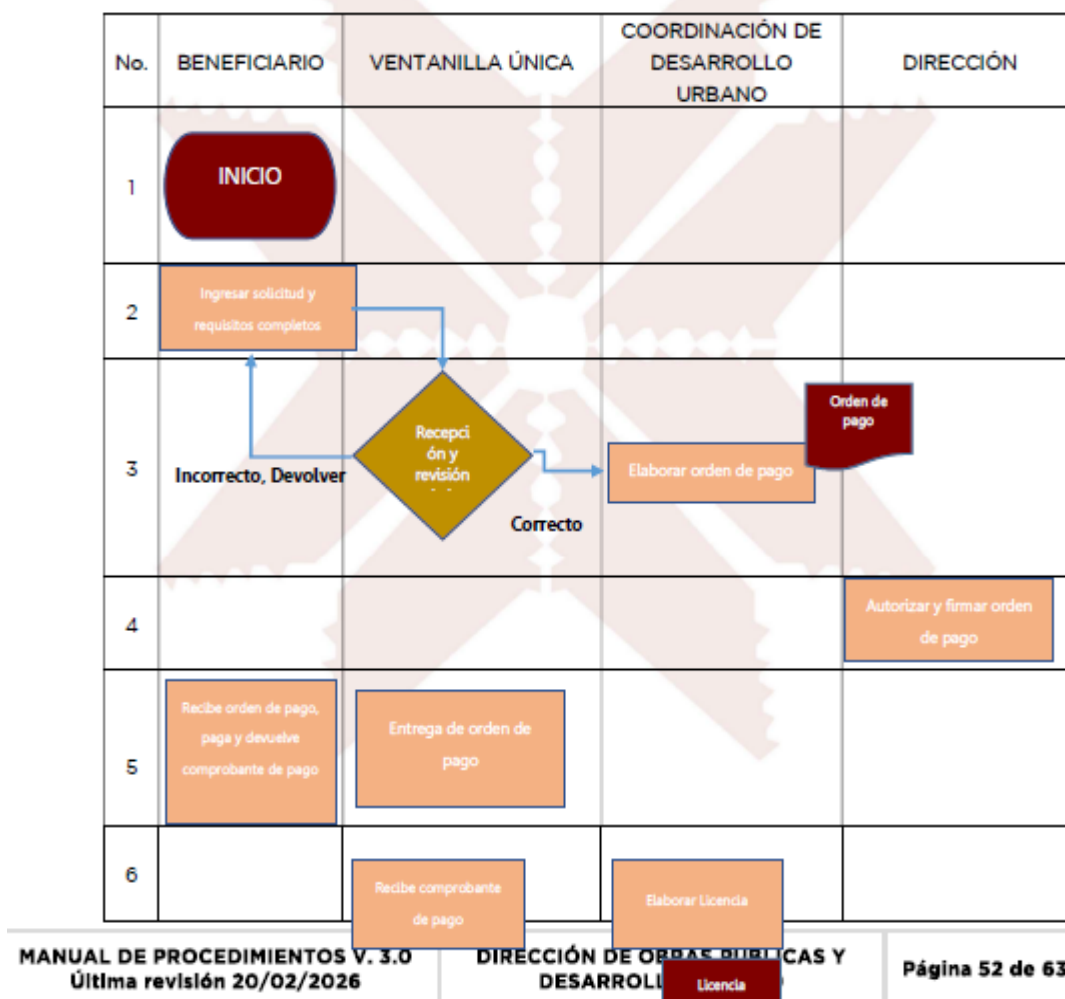 No.
BENEFICIARIO
VENTANILLA ÚNICA
COORDINACIÓN DE
DESARROLLO
URBANO
DIRECCIÓN
1
INICIO
2
Ingresar solicitud y
requisitos completos
3
Incorrecto, Devolver
Recepci
ón y
revisión
Correcto
Elaborar orden de pago
Orden de
pago
4
Autorizar y firmar orden
de pago
5
Recibe orden de pago,
paga y devuelve
comprobante de pago
Entrega de orden de
pago
6
Recibe comprobante
de pago
Elaborar Licencia
Licencia
MANUAL DE PROCEDIMIENTOS V. 3.0
Última revisión 20/02/2026
DIRECCIÓN DE OBRAS PÚBLICAS Y
DESARROLL
Página 52 de 63